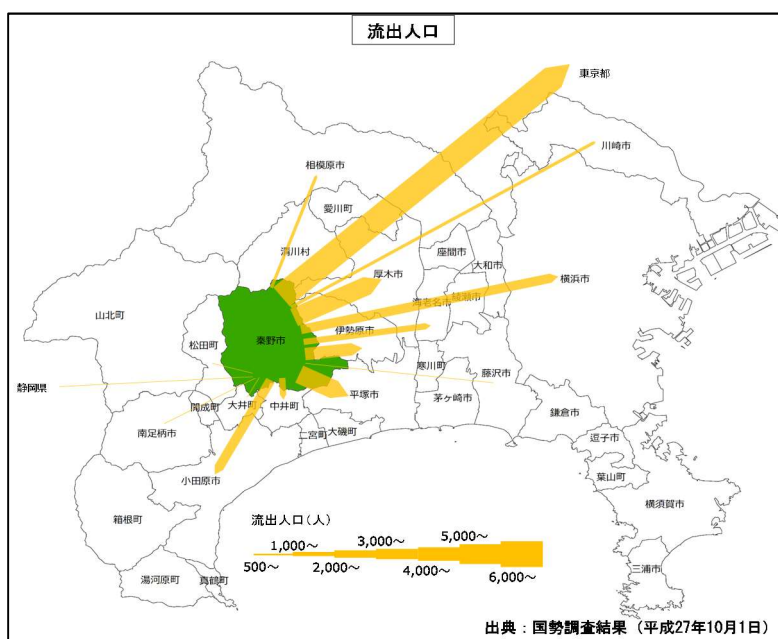 流出人口
東京都
川崎市
相模原市
愛川町
清川村
座間市
大和市
厚木市
横浜市
海老名市
綾瀬市
山北町
伊勢原市
秦野市
松田町
寒川町
藤沢市
静岡県
平塚市
茅ヶ崎市
開成町
大井町
中井町
鎌倉市
南足柄市
二宮町
大磯町
逗子市
葉山町
小田原市
横須賀市
箱根町
流出人口(人)
1,000～
3,000～
5,000～
500～
2,000～
4,000～
6,000～
湯河原町
真鶴町
三浦市
出典：国勢調査結果（平成27年10月1日）